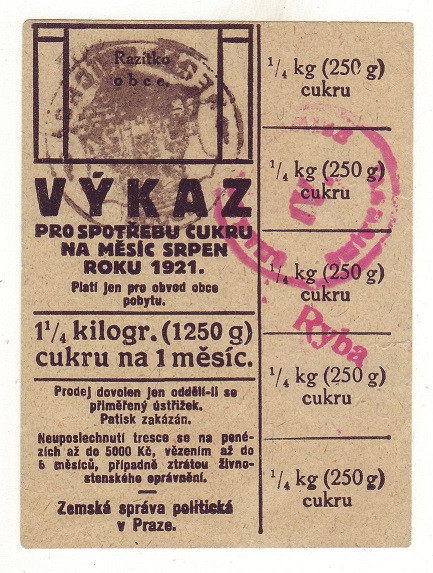 Razítko
obce.
VÝKAZ
PRO SPOTŘEBU CUKRU
NA MĚSÍC SRPEN
ROKU 1921.
Platí jen pro obvod obce
pobytu.
1¼ kilogr. (1250 g)
cukru na 1 měsíc.
Prodej dovolen jen oddělí-li se
přiměřený ústřižek.
Patisk zakázán.
Neuposlechnutí tresce se na pené-
zích až do 5000 Kč, vězením až do
6 měsíců, případně ztrátou živno-
stenského oprávnění.
Zemská správa politická
v Praze.
¼ kg (250 g)
cukru
¼ kg (250 g)
cukru
¼ kg (250 g)
cukru
¼ kg (250 g)
cukru
¼ kg (250 g)
cukru
Ryba